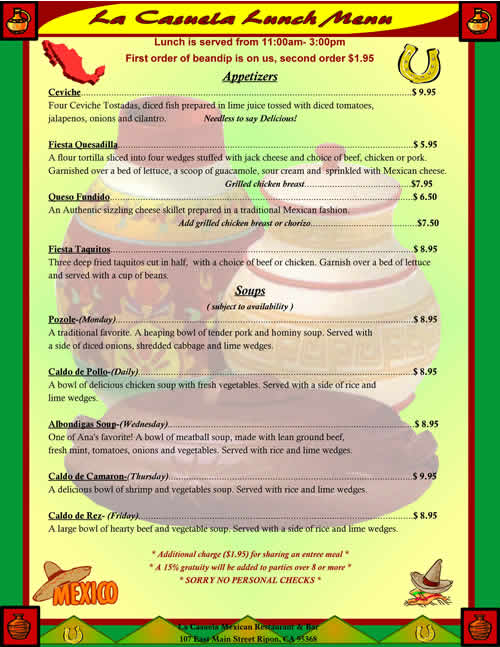 La Casuela Lunch Menu
Lunch is served from 11:00am- 3:00pm
First order of beandip is on us, second order $1.95
Appetizers
Ceviche...$ 9.95
Four Ceviche Tostadas, diced fish prepared in lime juice tossed with diced tomatoes,
jalapenos, onions and cilantro. Needless to say Delicious!
Fiesta Quesadilla...$ 5.95
A flour tortilla sliced into four wedges stuffed with jack cheese and choice of beef, chicken or pork.
Garnished over a bed of lettuce, a scoop of guacamole, sour cream and sprinkled with Mexican cheese.
Grilled chicken breast...$7.95
Queso Fundido...$ 6.50
An Authentic sizzling cheese skillet prepared in a traditional Mexican fashion.
Add grilled chicken breast or chorizo...$7.50
Fiesta Taquitos...$ 8.95
Three deep fried taquitos cut in half, with a choice of beef or chicken. Garnish over a bed of lettuce
and served with a cup of beans.
Soups
( subject to availability )
Pozole-(Monday)...$ 8.95
A traditional favorite. A heaping bowl of tender pork and hominy soup. Served with
a side of diced onions, shredded cabbage and lime wedges.
Caldo de Pollo-(Daily)...$ 8.95
A bowl of delicious chicken soup with fresh vegetables. Served with a side of rice and
lime wedges.
Albondigas Soup-(Wednesday)...$ 8.95
One of Ana's favorite! A bowl of meatball soup, made with lean ground beef,
fresh mint, tomatoes, onions and vegetables. Served with rice and lime wedges.
Caldo de Camaron-(Thursday)...$ 9.95
A delicious bowl of shrimp and vegetables soup. Served with rice and lime wedges.
Caldo de Rez- (Friday)...$ 8.95
A large bowl of hearty beef and vegetable soup. Served with a side of rice and lime wedges.
* Additional charge ($1.95) for sharing an entree meal *
* A 15% gratuity will be added to parties over 8 or more *
* SORRY NO PERSONAL CHECKS *
MEXICO
La Casuela Mexican Restaurant & Bar
107 East Main Street Ripon, CA 95368